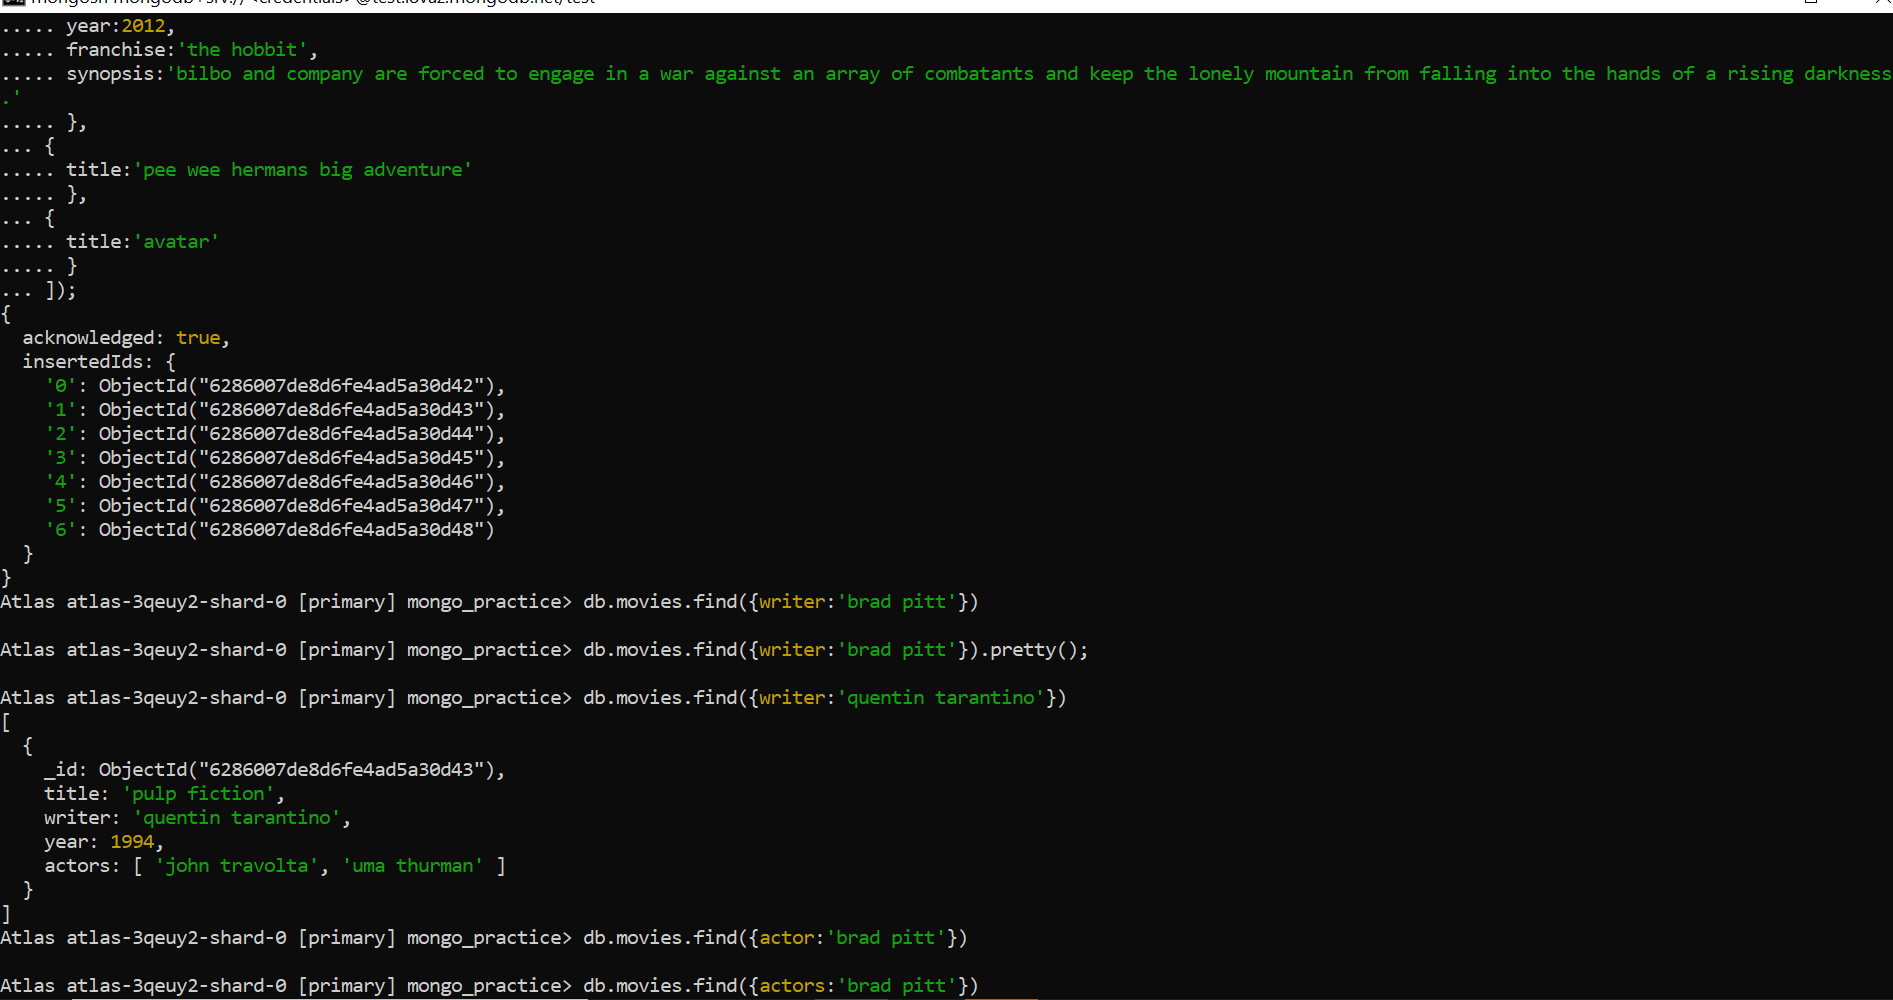 mongosh mongodb+srv:// <credentials> @test.lovaz.mongodb.net/test
..... year:2012,
..... franchise:'the hobbit',
..... synopsis:'bilbo and company are forced to engage in a war against an array of combatants and keep the lonely mountain from falling into the hands of a rising darkness
.'
..... },
... {
..... title:'pee wee hermans big adventure'
..... },
... {
..... title:'avatar'
..... }
... ]);
{
  acknowledged: true,
  insertedIds: {
    '0': ObjectId("6286007de8d6fe4ad5a30d42"),
    '1': ObjectId("6286007de8d6fe4ad5a30d43"),
    '2': ObjectId("6286007de8d6fe4ad5a30d44"),
    '3': ObjectId("6286007de8d6fe4ad5a30d45"),
    '4': ObjectId("6286007de8d6fe4ad5a30d46"),
    '5': ObjectId("6286007de8d6fe4ad5a30d47"),
    '6': ObjectId("6286007de8d6fe4ad5a30d48")
  }
}
Atlas atlas-3qeuy2-shard-0 [primary] mongo_practice> db.movies.find({writer:'brad pitt'})
Atlas atlas-3qeuy2-shard-0 [primary] mongo_practice> db.movies.find({writer:'brad pitt'}).pretty();
Atlas atlas-3qeuy2-shard-0 [primary] mongo_practice> db.movies.find({writer:'quentin tarantino'})
[
  {
    _id: ObjectId("6286007de8d6fe4ad5a30d43"),
    title: 'pulp fiction',
    writer: 'quentin tarantino',
    year: 1994,
    actors: [ 'john travolta', 'uma thurman' ]
  }
]
Atlas atlas-3qeuy2-shard-0 [primary] mongo_practice> db.movies.find({actor:'brad pitt'})
Atlas atlas-3qeuy2-shard-0 [primary] mongo_practice> db.movies.find({actors:'brad pitt'})